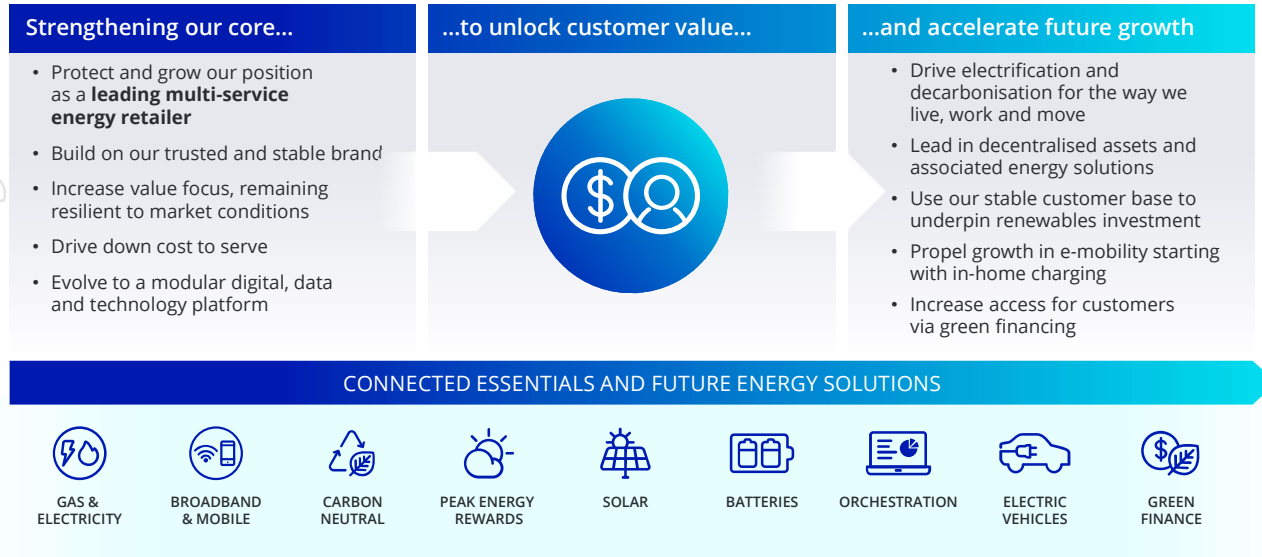 Strengthening our core...
• Protect and grow our position
as a leading multi-service
energy retailer
• Build on our trusted and stable brand
• Increase value focus, remaining
resilient to market conditions
• Drive down cost to serve
• Evolve to a modular digital, data
and technology platform
...to unlock customer value...
$
...and accelerate future growth
• Drive electrification and
decarbonisation for the way we
live, work and move
• Lead in decentralised assets and
associated energy solutions
• Use our stable customer base to
underpin renewables investment
• Propel growth in e-mobility starting
with in-home charging
• Increase access for customers
via green financing
CONNECTED ESSENTIALS AND FUTURE ENERGY SOLUTIONS
GAS &
ELECTRICITY
BROADBAND
& MOBILE
CARBON
NEUTRAL
PEAK ENERGY
REWARDS
SOLAR
BATTERIES
ORCHESTRATION
ELECTRIC
VEHICLES
$
GREEN
FINANCE